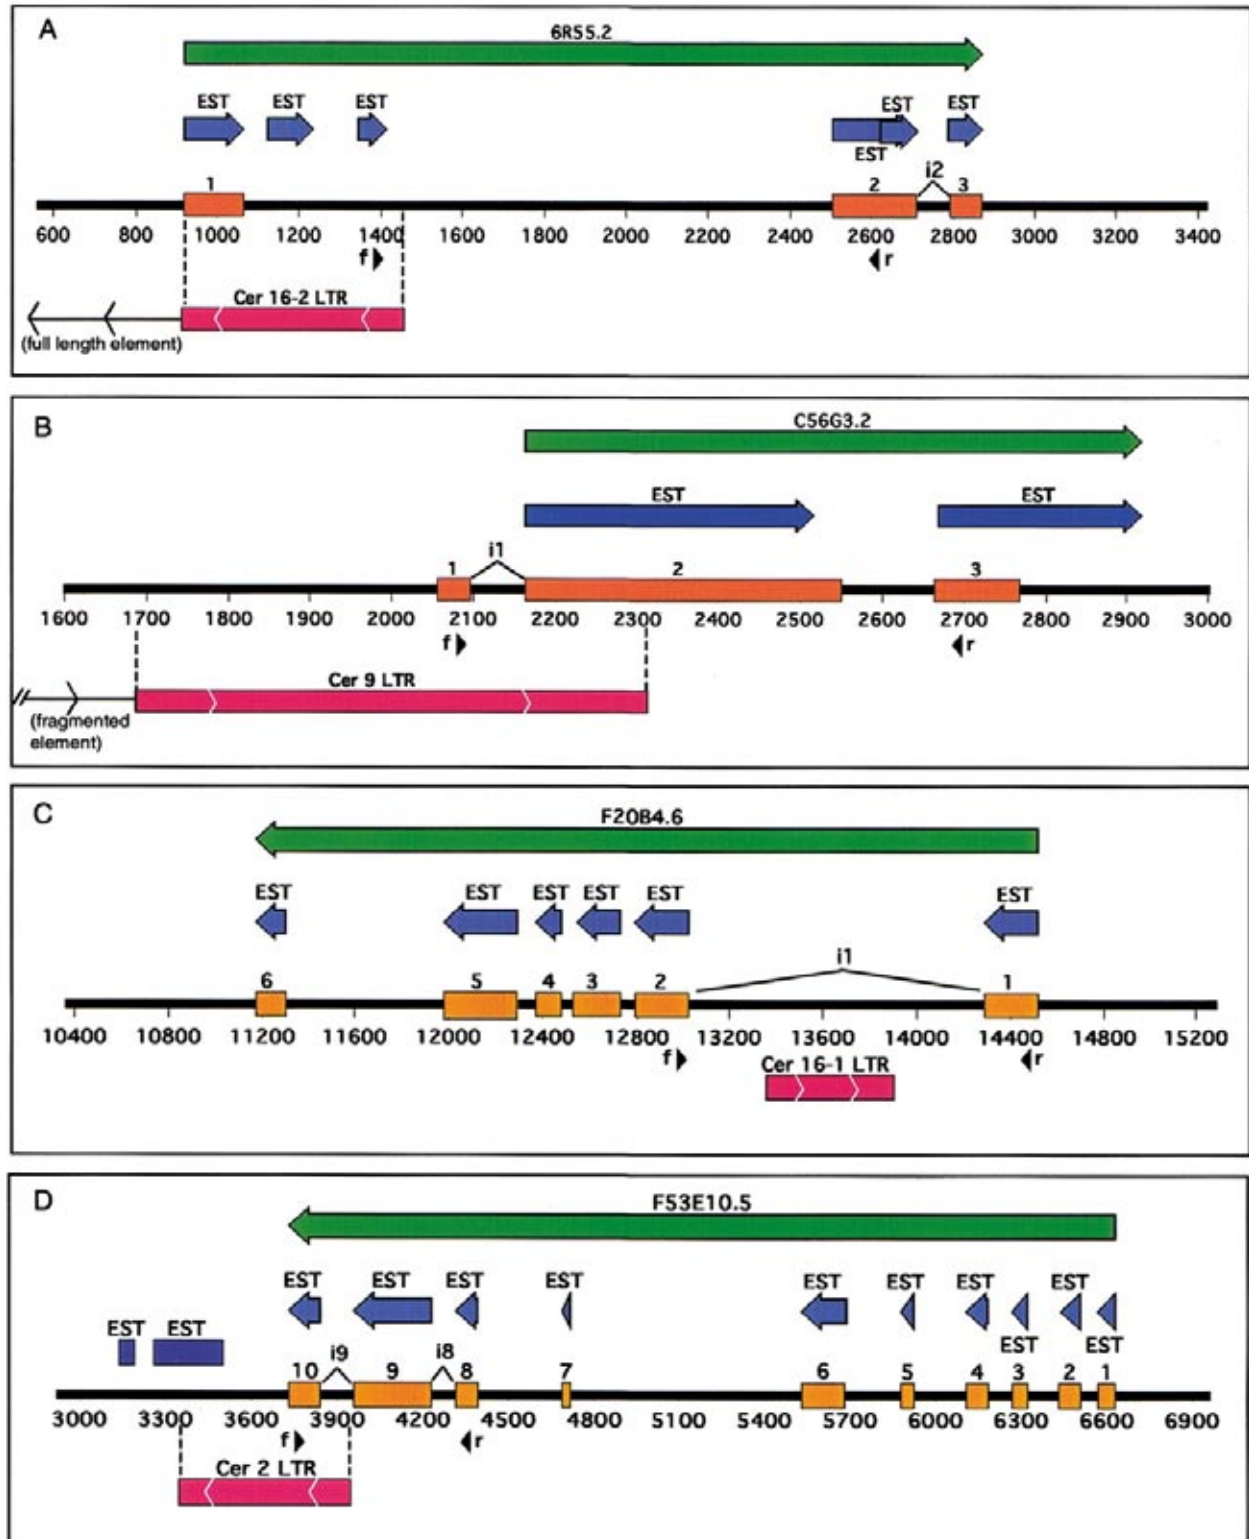 A
6R55.2
EST EST EST EST EST
EST
1 2 i2 3
600 800 1000 1200 1400 1600 1800 2000 2200 2400 2600 2800 3000 3200 3400
f r
Cer 16-2 LTR
(full length element)
B
C56G3.2
EST EST
1 i1 2 3
1600 1700 1800 1900 2000 2100 2200 2300 2400 2500 2600 2700 2800 2900 3000
f r
Cer 9 LTR
(fragmented
element)
C
F20B4.6
EST EST EST EST EST EST
6 5 4 3 2 i1 1
10400 10800 11200 11600 12000 12400 12800 13200 13600 14000 14400 14800 15200
f r
Cer 16-1 LTR
D
F53E10.5
EST EST EST EST EST EST EST EST
EST EST EST EST
10 i9 9 i8 8 7 6 5 4 3 2 1
3000 3300 3600 3900 4200 4500 4800 5100 5400 5700 6000 6300 6600 6900
f r
Cer 2 LTR